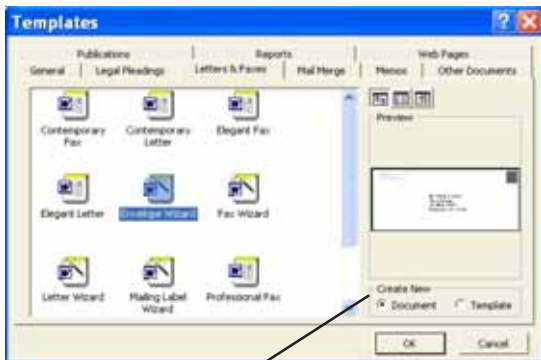 Templates
Publications Reports Web Pages
General Legal Pleadings Letters & Faxes Mail Merge Memos Other Documents
Contemporary Fax
Contemporary Letter
Elegant Fax
Preview
Elegant Letter
Envelope Wizard
Fax Wizard
Letter Wizard
Mailing Label Wizard
Professional Fax
Create New
Document Template
OK Cancel